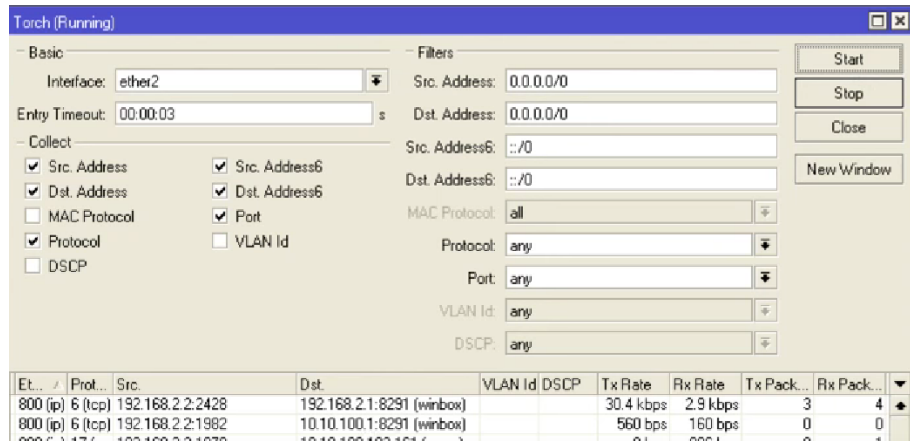 Torch (Running)
Basic
Interface: ether2
Entry Timeout: 00:00:03 s
Collect
Src. Address Src. Address6
Dst. Address Dst. Address6
MAC Protocol Port
Protocol VLAN Id
DSCP
Filters
Src. Address: 0.0.0.0/0
Dst. Address: 0.0.0.0/0
Src. Address6: ::/0
Dst. Address6: ::/0
MAC Protocol: all
Protocol: any
Port: any
VLAN Id: any
DSCP: any
Start
Stop
Close
New Window
Et... Prot... Src. Dst. VLAN Id DSCP Tx Rate Rx Rate Tx Pack... Rx Pack...
800 (ip) 6 (tcp) 192.168.2.2:2428 192.168.2.1:8291 (winbox) 30.4 kbps 2.9 kbps 3 4
800 (ip) 6 (tcp) 192.168.2.2:1982 10.10.100.1:8291 (winbox) 560 bps 160 bps 0 0